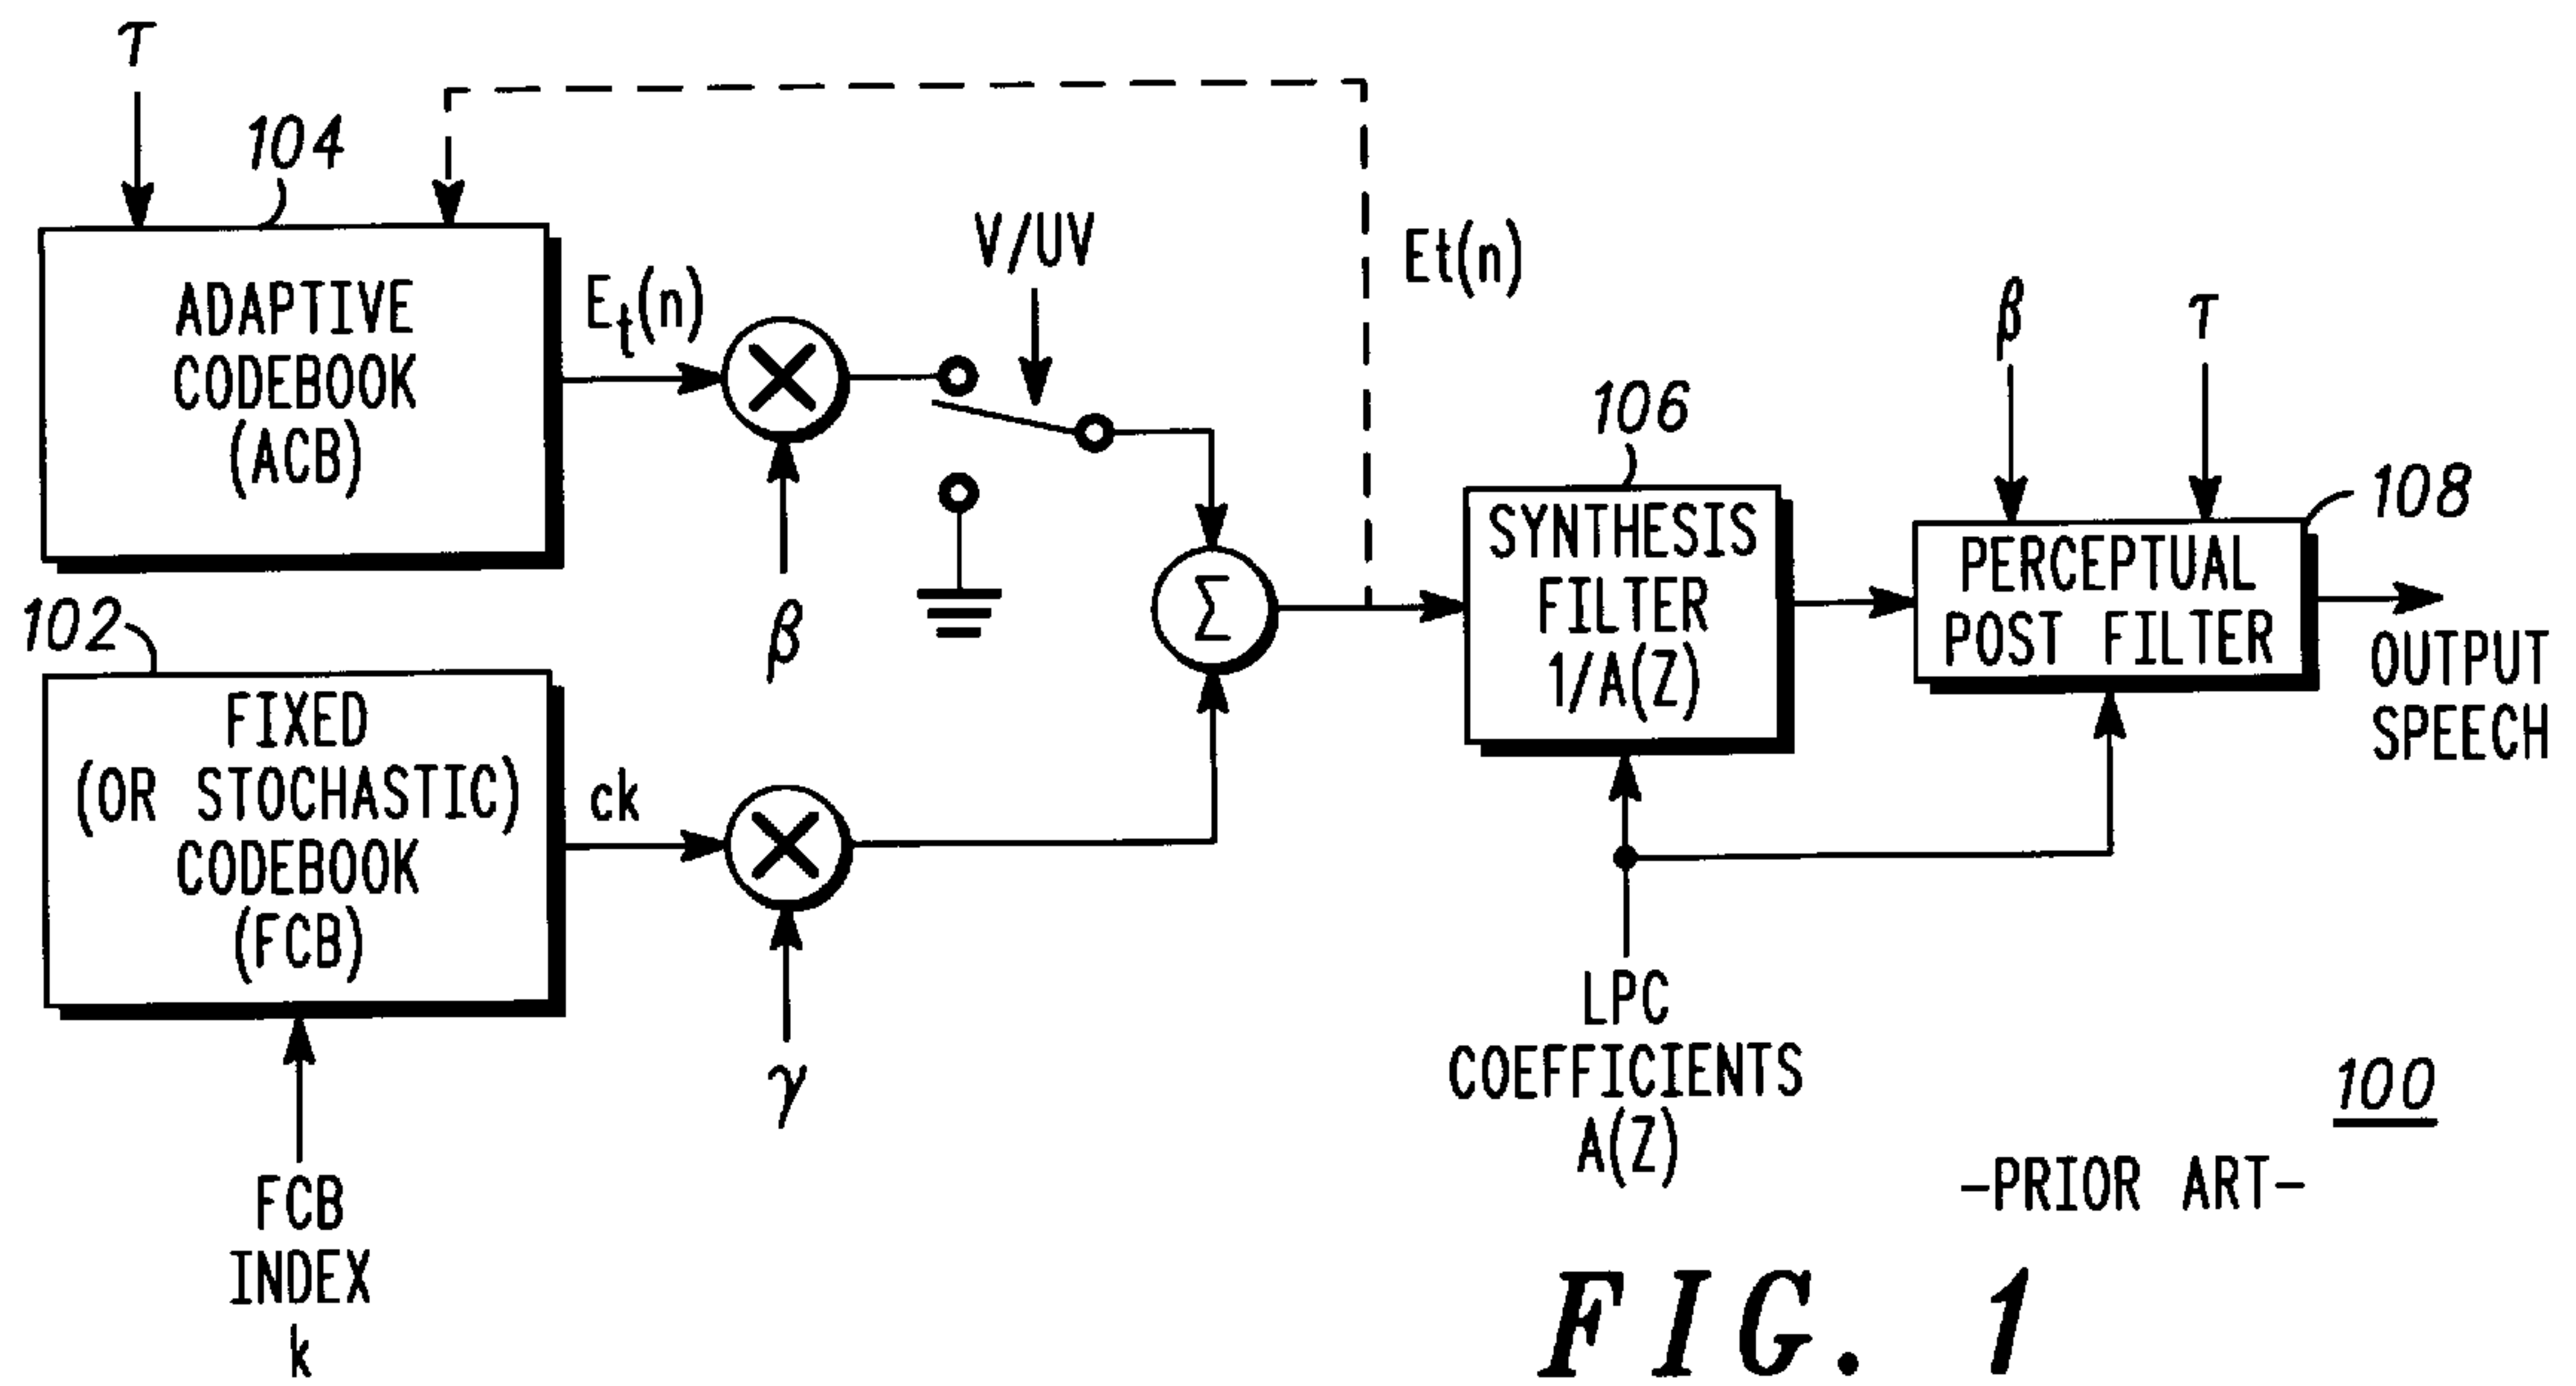 τ
104
ADAPTIVE
CODEBOOK
(ACB)
Et(n)
β
V/UV
Et(n)
102
FIXED
(OR STOCHASTIC)
CODEBOOK
(FCB)
ck
γ
FCB
INDEX
k
Σ
106
SYNTHESIS
FILTER
1/A(Z)
LPC
COEFFICIENTS
A(Z)
β
τ
108
PERCEPTUAL
POST FILTER
OUTPUT
SPEECH
100
-PRIOR ART-
FIG. 1